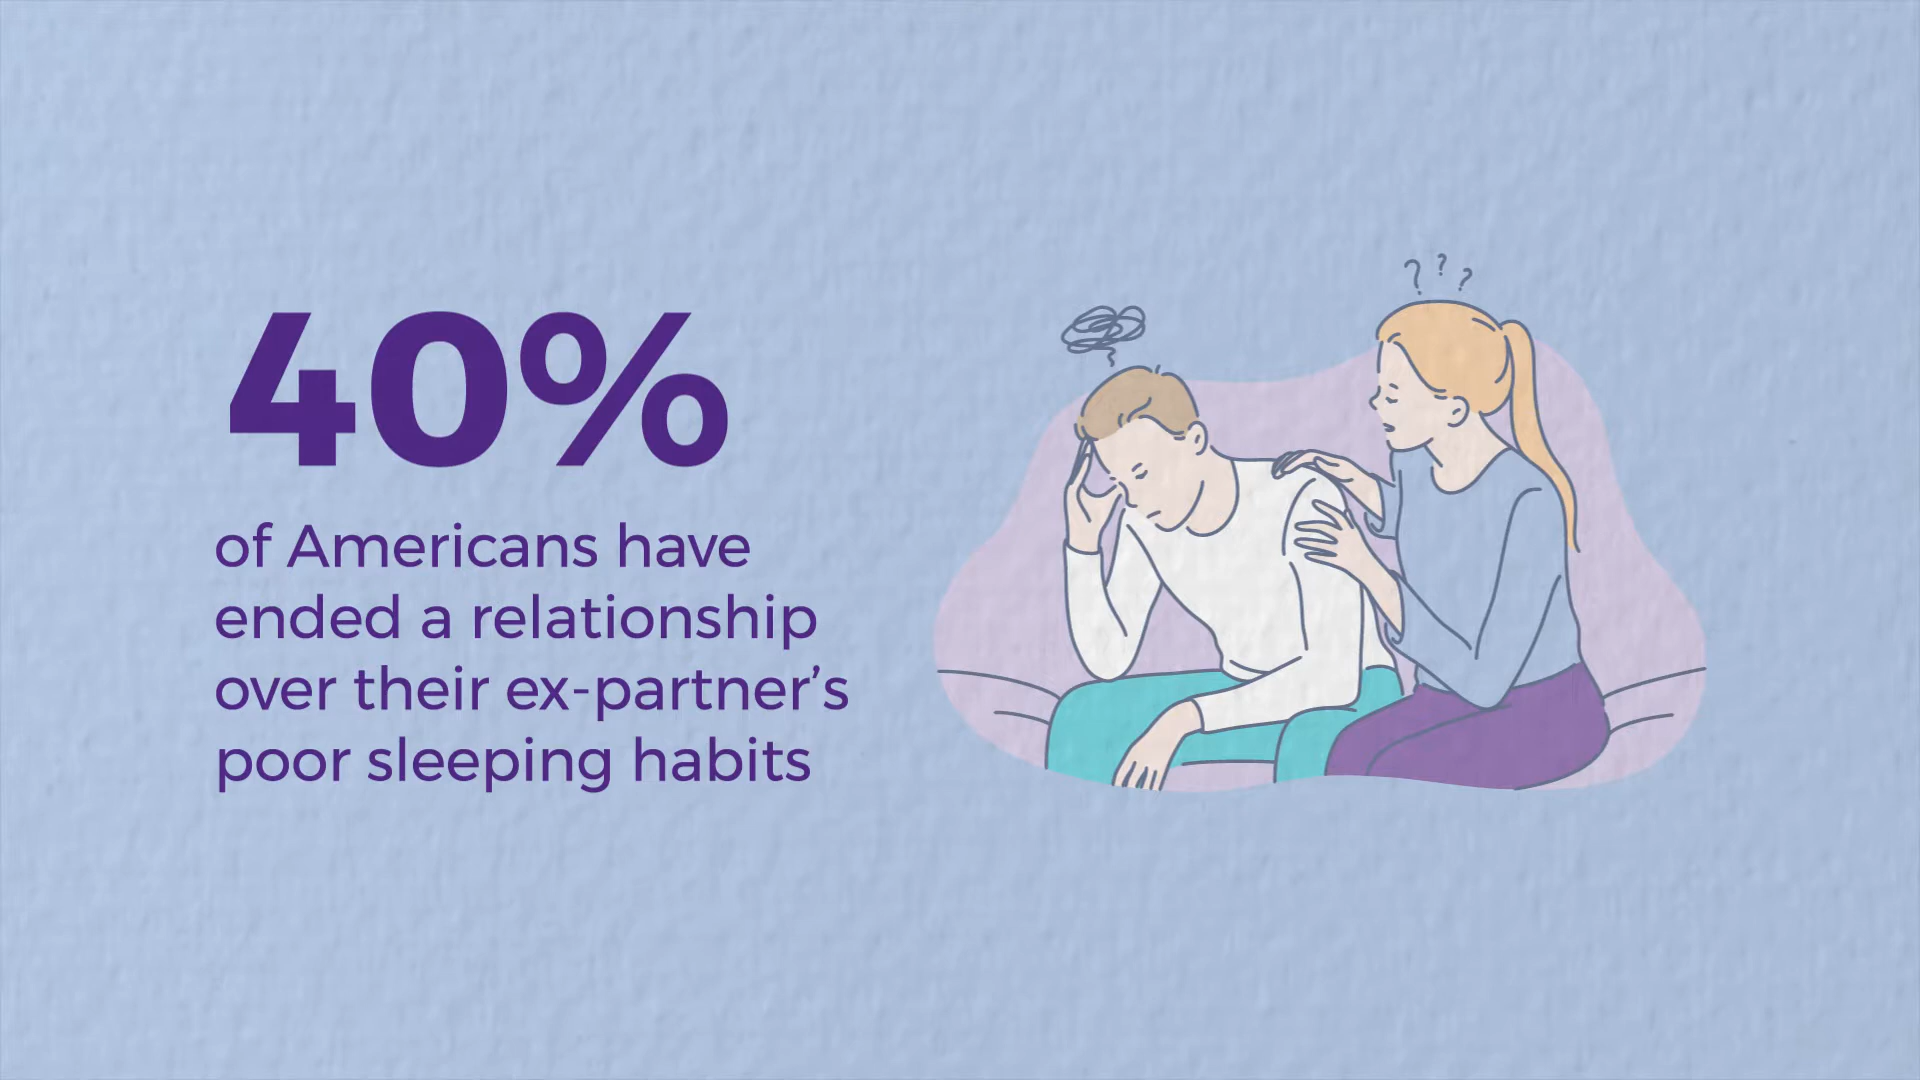 40%
of Americans have
ended a relationship
over their ex-partner’s
poor sleeping habits
? ? ?